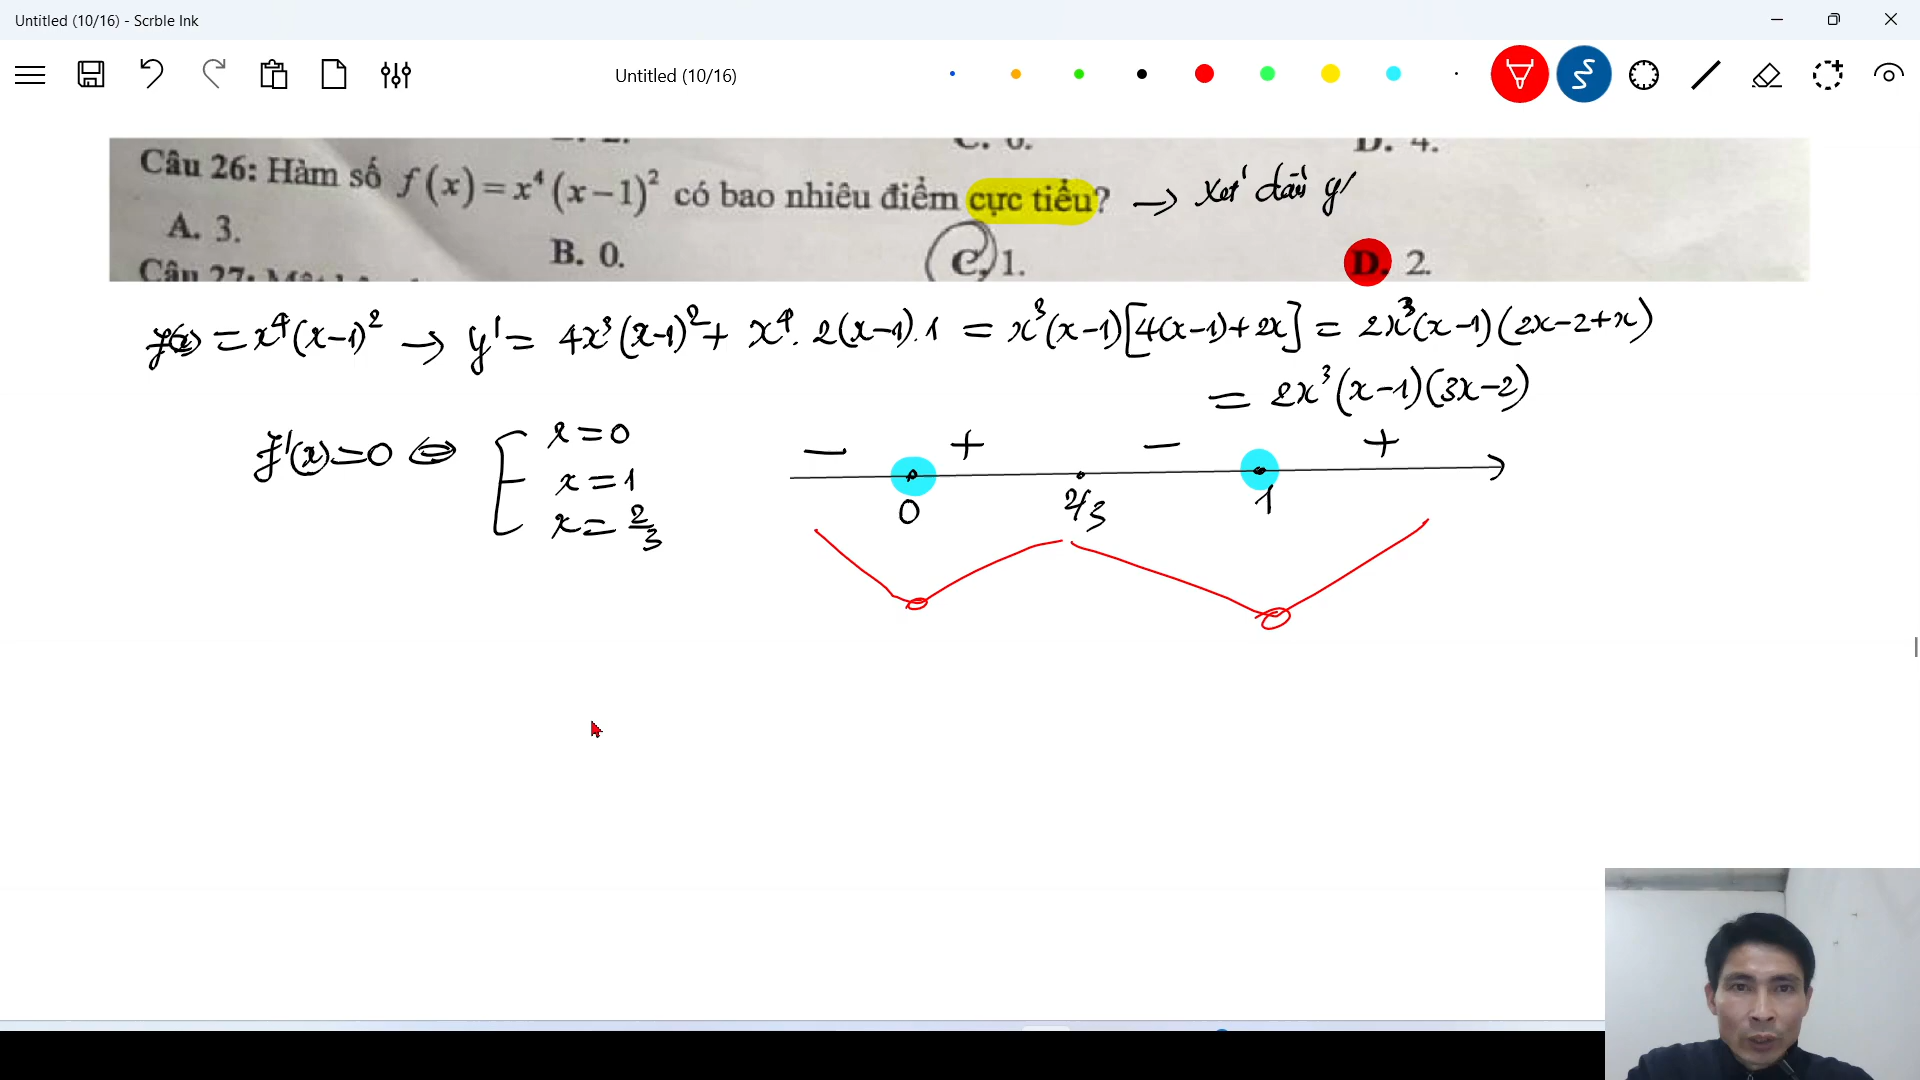 Untitled (10/16) - Scrble Ink
Untitled (10/16)
Câu 26: Hàm số f(x) = x⁴(x−1)² có bao nhiêu điểm cực tiểu? → xét dấu y'
A. 3.
B. 0.
C. 1.
D. 2.
f(x) = x⁴(x−1)² → y' = 4x³(x−1)² + x⁴. 2(x−1).1 = x³(x−1)[4(x−1)+2x] = 2x³(x−1)(2x−2+x)
= 2x³(x−1)(3x−2)
f'(x)=0 ⇔
x=0
x=1
x=2/3
− + − +
0 2/3 1